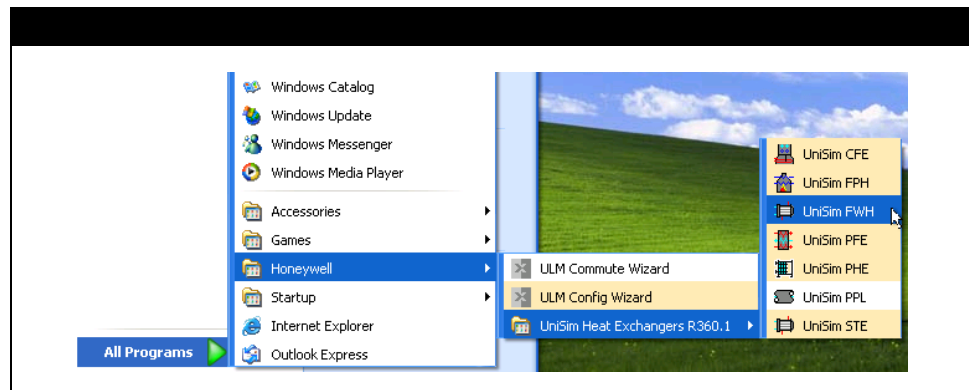 Windows Catalog
Windows Update
Windows Messenger
Windows Media Player
Accessories
Games
Honeywell
Startup
Internet Explorer
Outlook Express
All Programs
ULM Commute Wizard
ULM Config Wizard
UniSim Heat Exchangers R360.1
UniSim CFE
UniSim FPH
UniSim FWH
UniSim PFE
UniSim PHE
UniSim PPL
UniSim STE